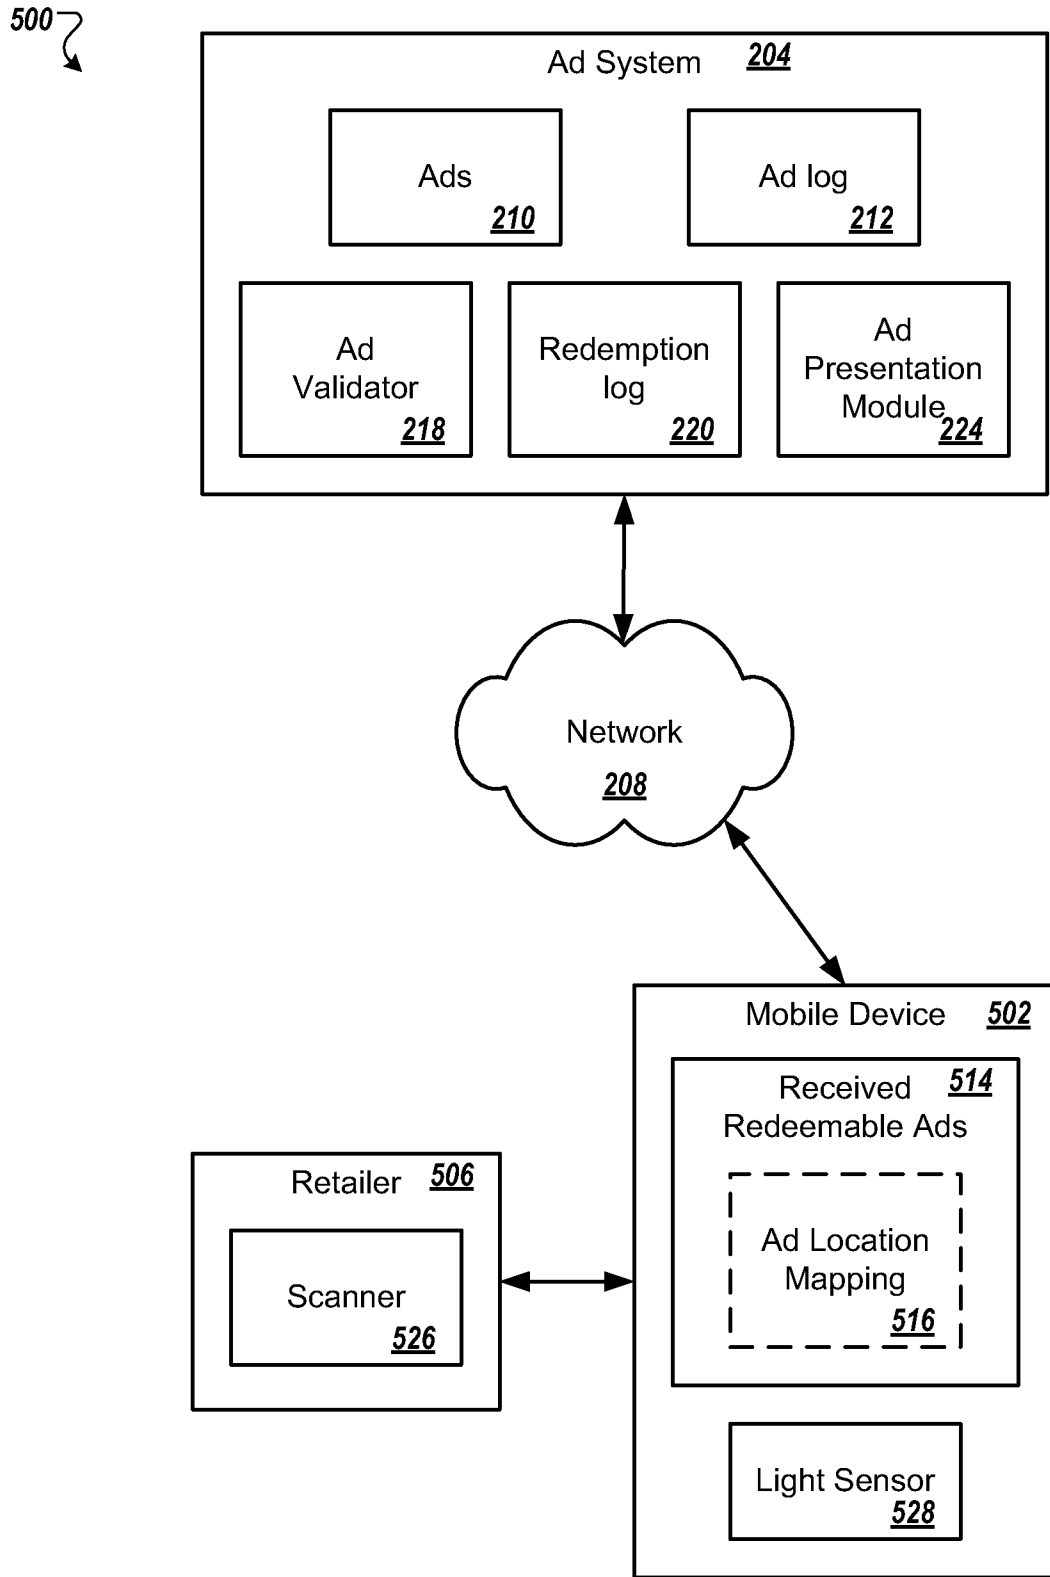 500
Ad System 204
Ads
210
Ad log
212
Ad
Validator
218
Redemption
log
220
Ad
Presentation
Module
224
Network
208
Mobile Device 502
Received 514
Redeemable Ads
Ad Location
Mapping
516
Retailer 506
Scanner
526
Light Sensor
528